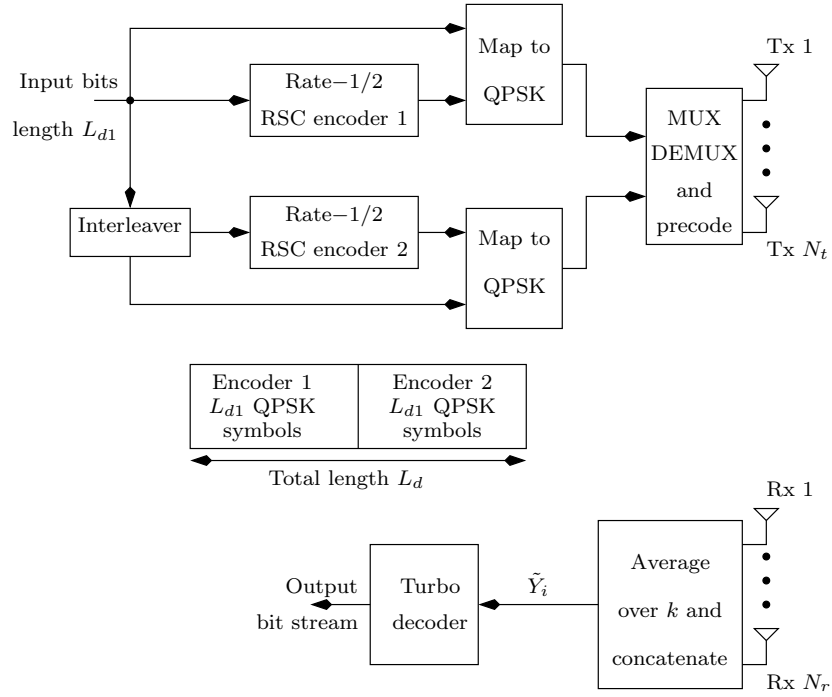 Input bits
length L_{d1}
Rate−1/2
RSC encoder 1
Map to
QPSK
Tx 1
MUX
DEMUX
and
precode
Tx N_t
Interleaver
Rate−1/2
RSC encoder 2
Map to
QPSK
Encoder 1
L_{d1} QPSK
symbols
Encoder 2
L_{d1} QPSK
symbols
Total length L_d
Rx 1
Average
over k and
concatenate
Rx N_r
Ỹ_i
Turbo
decoder
Output
bit stream